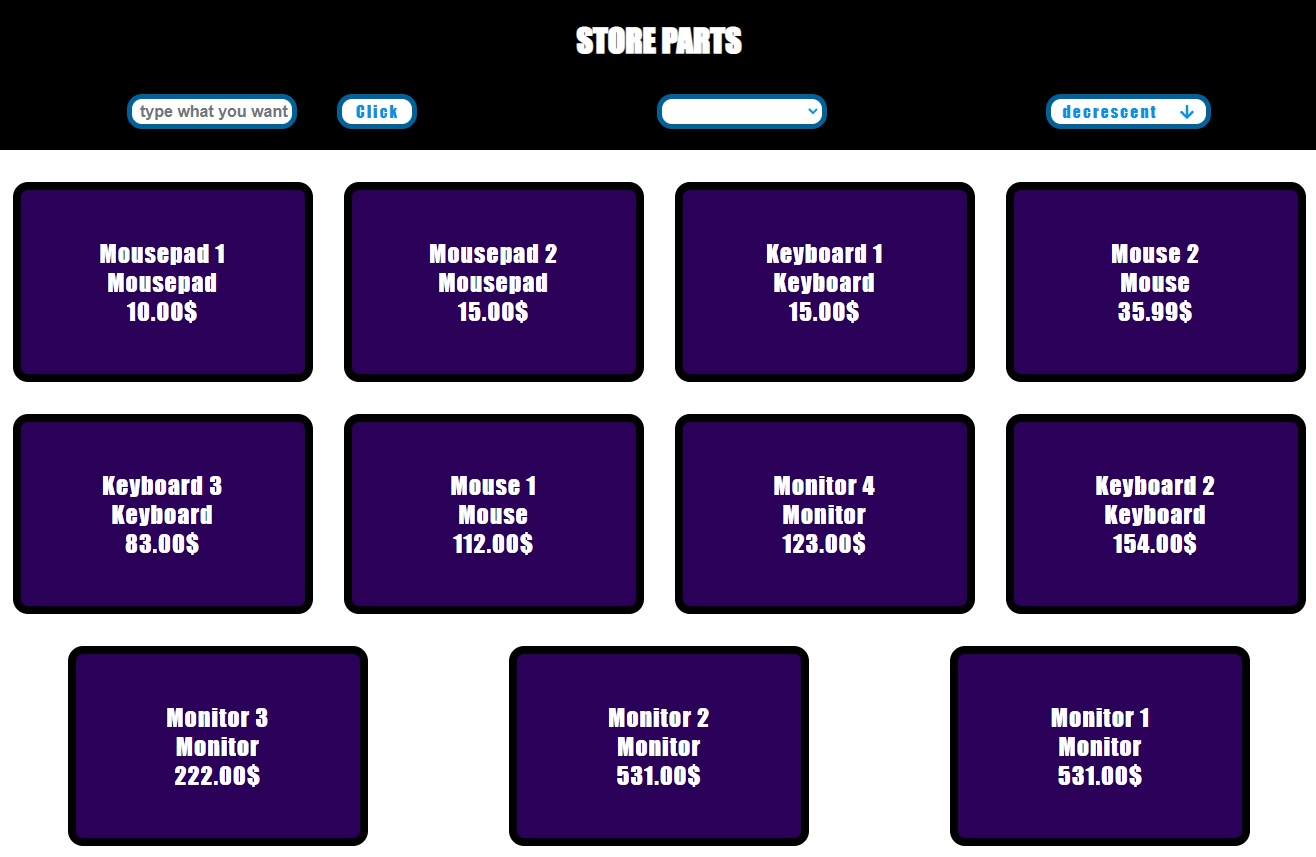 STORE PARTS
type what you want
Click
decrescent
Mousepad 1
Mousepad
10.00$
Mousepad 2
Mousepad
15.00$
Keyboard 1
Keyboard
15.00$
Mouse 2
Mouse
35.99$
Keyboard 3
Keyboard
83.00$
Mouse 1
Mouse
112.00$
Monitor 4
Monitor
123.00$
Keyboard 2
Keyboard
154.00$
Monitor 3
Monitor
222.00$
Monitor 2
Monitor
531.00$
Monitor 1
Monitor
531.00$